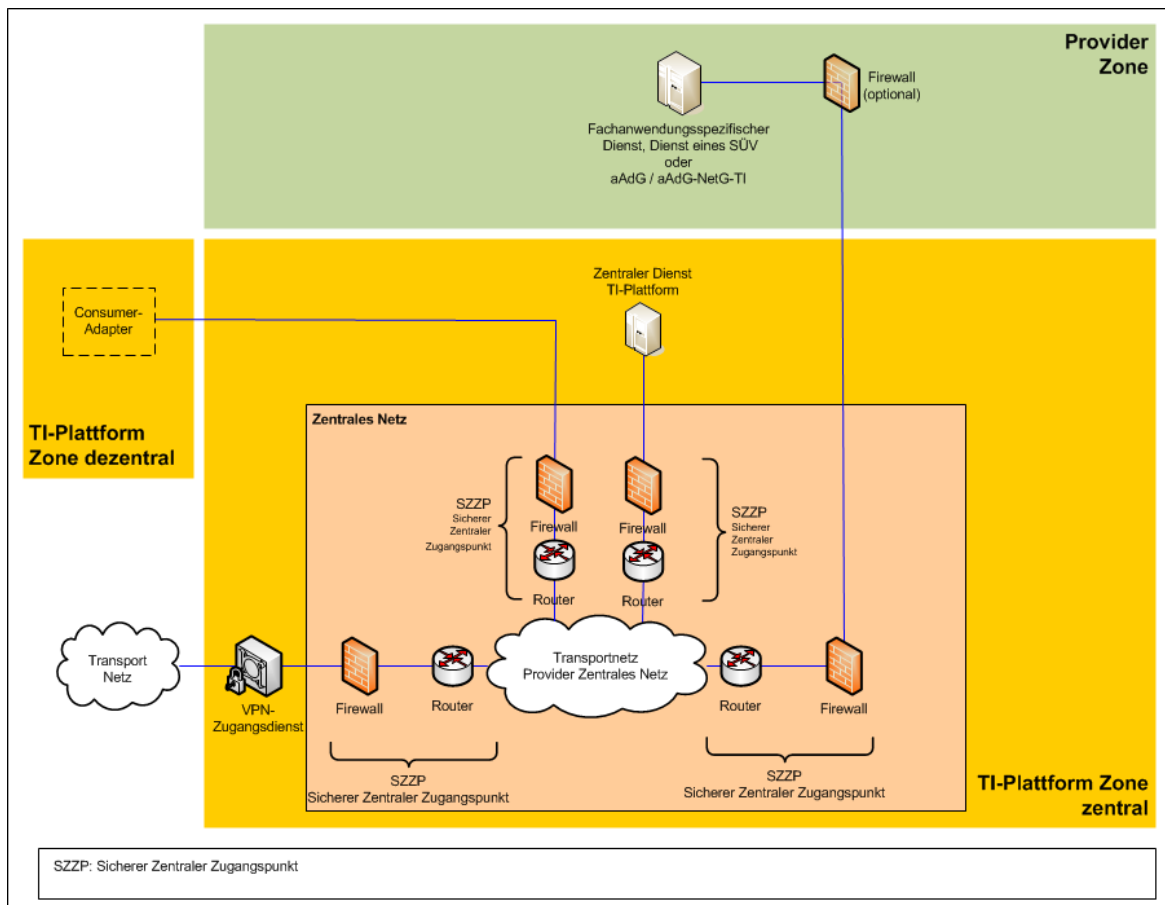 Provider
Zone
Firewall
(optional)
Fachanwendungsspezifischer
Dienst, Dienst eines SÜV
oder
aAdG / aAdG-NetG-TI
Consumer-
Adapter
TI-Plattform
Zone dezentral
Zentraler Dienst
TI-Plattform
Zentrales Netz
SZZP
Sicherer
Zentraler
Zugangspunkt
Firewall
Router
Firewall
Router
SZZP
Sicherer
Zentraler
Zugangspunkt
Transport
Netz
VPN-
Zugangsdienst
Firewall
Router
Transportnetz
Provider Zentrales Netz
Router
Firewall
SZZP
Sicherer Zentraler Zugangspunkt
SZZP
Sicherer Zentraler Zugangspunkt
TI-Plattform Zone
zentral
SZZP: Sicherer Zentraler Zugangspunkt